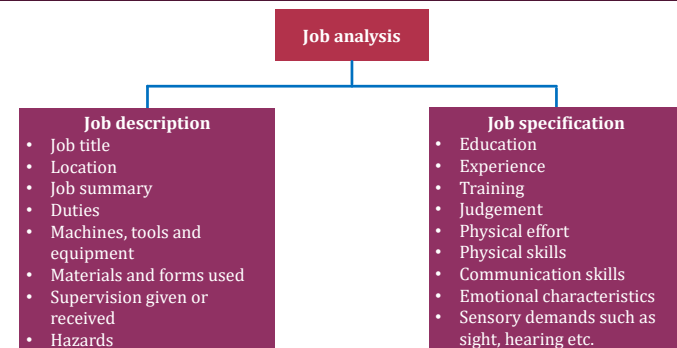 Job analysis
Job description
• Job title
• Location
• Job summary
• Duties
• Machines, tools and
equipment
• Materials and forms used
• Supervision given or
received
• Hazards
Job specification
• Education
• Experience
• Training
• Judgement
• Physical effort
• Physical skills
• Communication skills
• Emotional characteristics
• Sensory demands such as
sight, hearing etc.